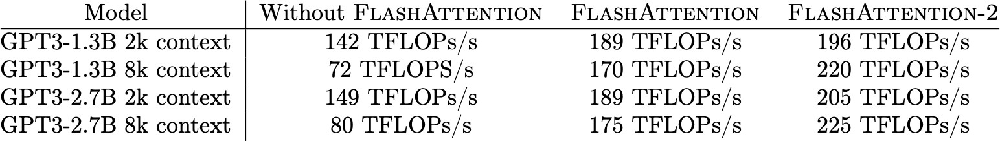 Model Without FLASHATTENTION FLASHATTENTION FLASHATTENTION-2
GPT3-1.3B 2k context 142 TFLOPs/s 189 TFLOPs/s 196 TFLOPs/s
GPT3-1.3B 8k context 72 TFLOPS/s 170 TFLOPs/s 220 TFLOPs/s
GPT3-2.7B 2k context 149 TFLOPs/s 189 TFLOPs/s 205 TFLOPs/s
GPT3-2.7B 8k context 80 TFLOPs/s 175 TFLOPs/s 225 TFLOPs/s